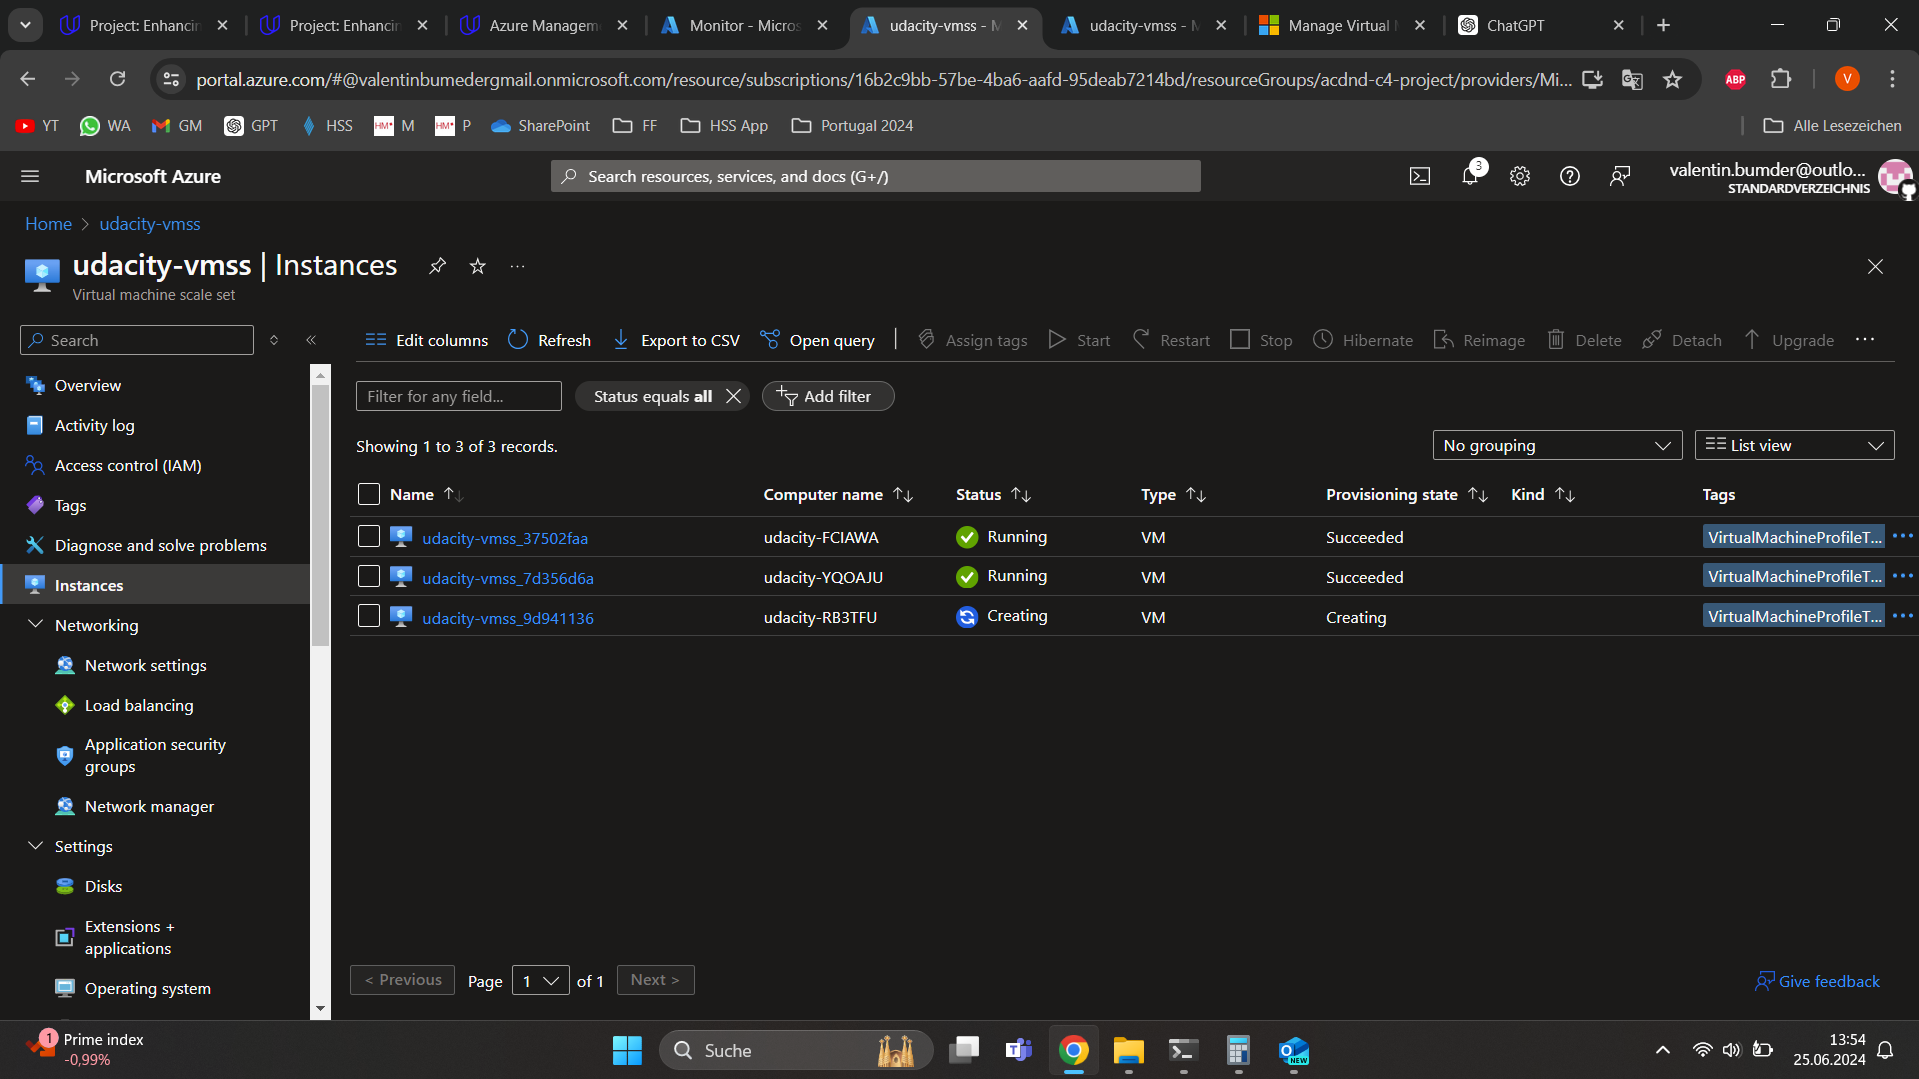 Project: Enhancin
Project: Enhancin
Azure Managem
Monitor - Micros
udacity-vmss - M
udacity-vmss - M
Manage Virtual
ChatGPT
portal.azure.com/#@valentinbumedergmail.onmicrosoft.com/resource/subscriptions/16b2c9bb-57be-4ba6-aafd-95deab7214bd/resourceGroups/acdnd-c4-project/providers/Mi...
ABP
V
YT
WA
GM
GPT
HSS
HM M
HM P
SharePoint
FF
HSS App
Portugal 2024
Alle Lesezeichen
Microsoft Azure
Search resources, services, and docs (G+/)
3
valentin.bumder@outlo...
STANDARDVERZEICHNIS
Home > udacity-vmss
udacity-vmss | Instances
Virtual machine scale set
Search
Edit columns
Refresh
Export to CSV
Open query
Assign tags
Start
Restart
Stop
Hibernate
Reimage
Delete
Detach
Upgrade
Overview
Activity log
Access control (IAM)
Tags
Diagnose and solve problems
Instances
Networking
Network settings
Load balancing
Application security
groups
Network manager
Settings
Disks
Extensions +
applications
Operating system
Filter for any field...
Status equals all
Add filter
Showing 1 to 3 of 3 records.
No grouping
List view
Name Computer name Status Type Provisioning state Kind Tags
udacity-vmss_37502faa udacity-FCIAWA Running VM Succeeded VirtualMachineProfileT...
udacity-vmss_7d356d6a udacity-YQOAJU Running VM Succeeded VirtualMachineProfileT...
udacity-vmss_9d941136 udacity-RB3TFU Creating VM Creating VirtualMachineProfileT...
< Previous
Page 1 of 1
Next >
Give feedback
1
Prime index
-0,99%
Suche
NEW
13:54
25.06.2024